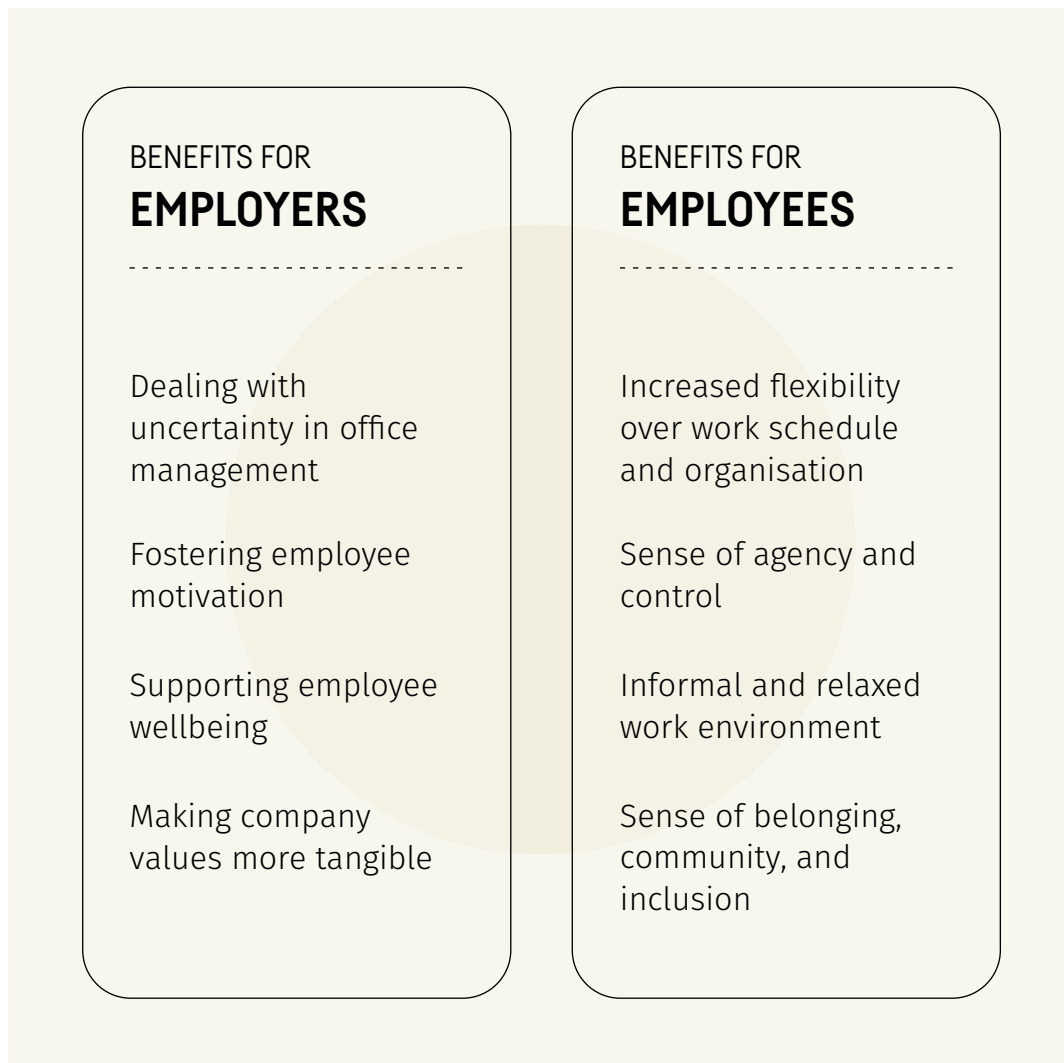 BENEFITS FOR
EMPLOYERS
Dealing with
uncertainty in office
management
Fostering employee
motivation
Supporting employee
wellbeing
Making company
values more tangible
BENEFITS FOR
EMPLOYEES
Increased flexibility
over work schedule
and organisation
Sense of agency and
control
Informal and relaxed
work environment
Sense of belonging,
community, and
inclusion